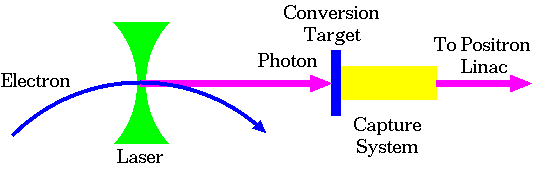 Conversion
Target
Electron
Photon
To Positron
Linac
Capture
System
Laser